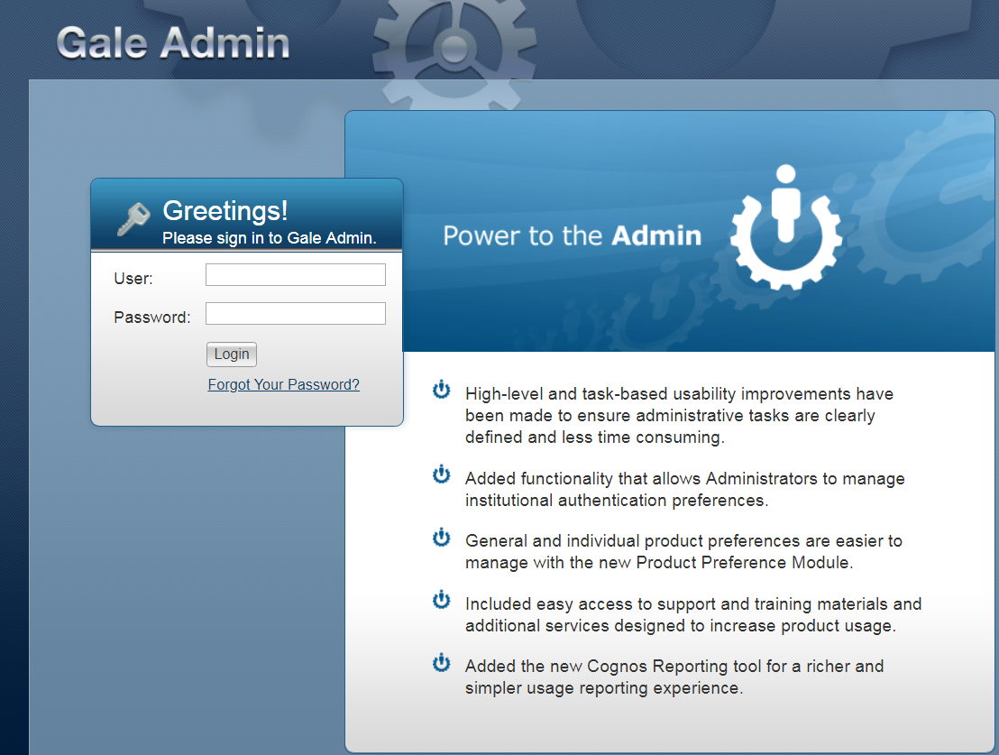 Gale Admin
Greetings!
Please sign in to Gale Admin.
User:
Password:
Login
Forgot Your Password?
Power to the Admin
High-level and task-based usability improvements have
been made to ensure administrative tasks are clearly
defined and less time consuming.
Added functionality that allows Administrators to manage
institutional authentication preferences.
General and individual product preferences are easier to
manage with the new Product Preference Module.
Included easy access to support and training materials and
additional services designed to increase product usage.
Added the new Cognos Reporting tool for a richer and
simpler usage reporting experience.